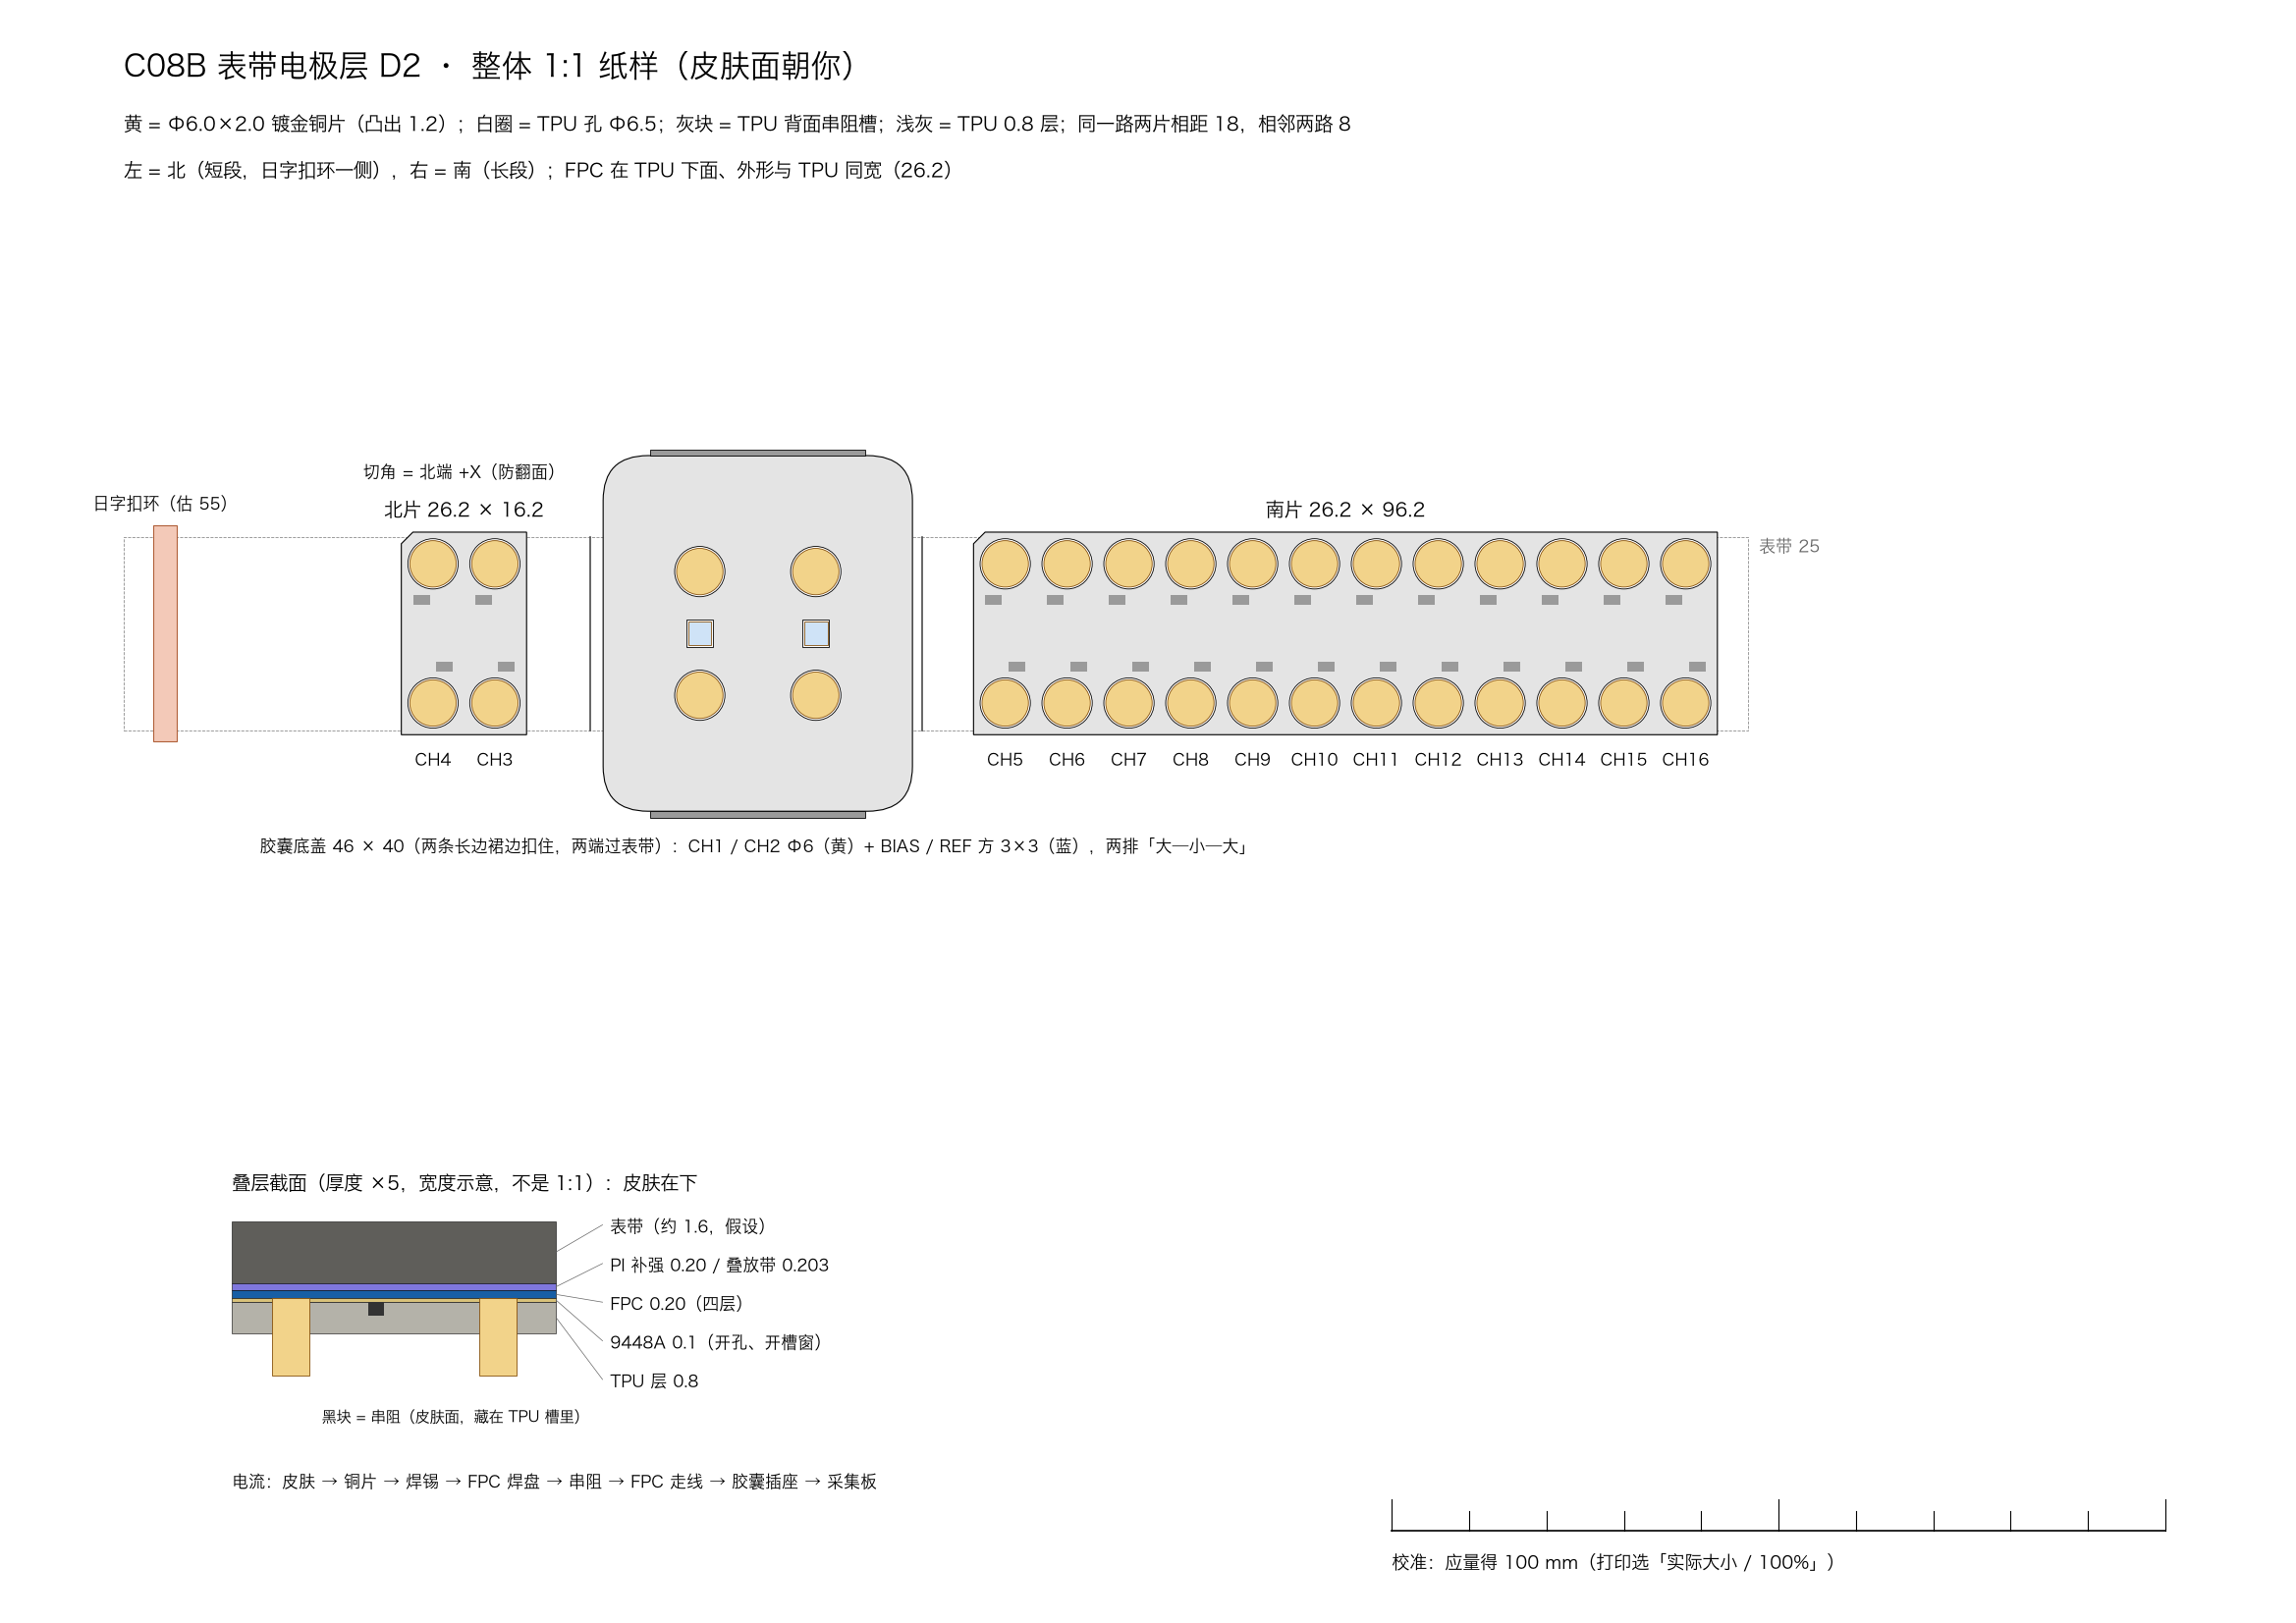 C08B 表带电极层 D2 · 整体 1:1 纸样（皮肤面朝你）
黄 = Φ6.0×2.0 镀金铜片（凸出 1.2）；白圈 = TPU 孔 Φ6.5；灰块 = TPU 背面串阻槽；浅灰 = TPU 0.8 层；同一路两片相距 18，相邻两路 8
左 = 北（短段，日字扣环一侧），右 = 南（长段）；FPC 在 TPU 下面、外形与 TPU 同宽（26.2）
切角 = 北端 +X（防翻面）
日字扣环（估 55）
北片 26.2 × 16.2
南片 26.2 × 96.2
表带 25
CH4 CH3
CH5 CH6 CH7 CH8 CH9 CH10 CH11 CH12 CH13 CH14 CH15 CH16
胶囊底盖 46 × 40（两条长边裙边扣住，两端过表带）：CH1 / CH2 Φ6（黄）+ BIAS / REF 方 3×3（蓝），两排「大—小—大」
叠层截面（厚度 ×5，宽度示意，不是 1:1）：皮肤在下
表带（约 1.6，假设）
PI 补强 0.20 / 叠放带 0.203
FPC 0.20（四层）
9448A 0.1（开孔、开槽窗）
TPU 层 0.8
黑块 = 串阻（皮肤面，藏在 TPU 槽里）
电流：皮肤 → 铜片 → 焊锡 → FPC 焊盘 → 串阻 → FPC 走线 → 胶囊插座 → 采集板
校准：应量得 100 mm（打印选「实际大小 / 100%」）